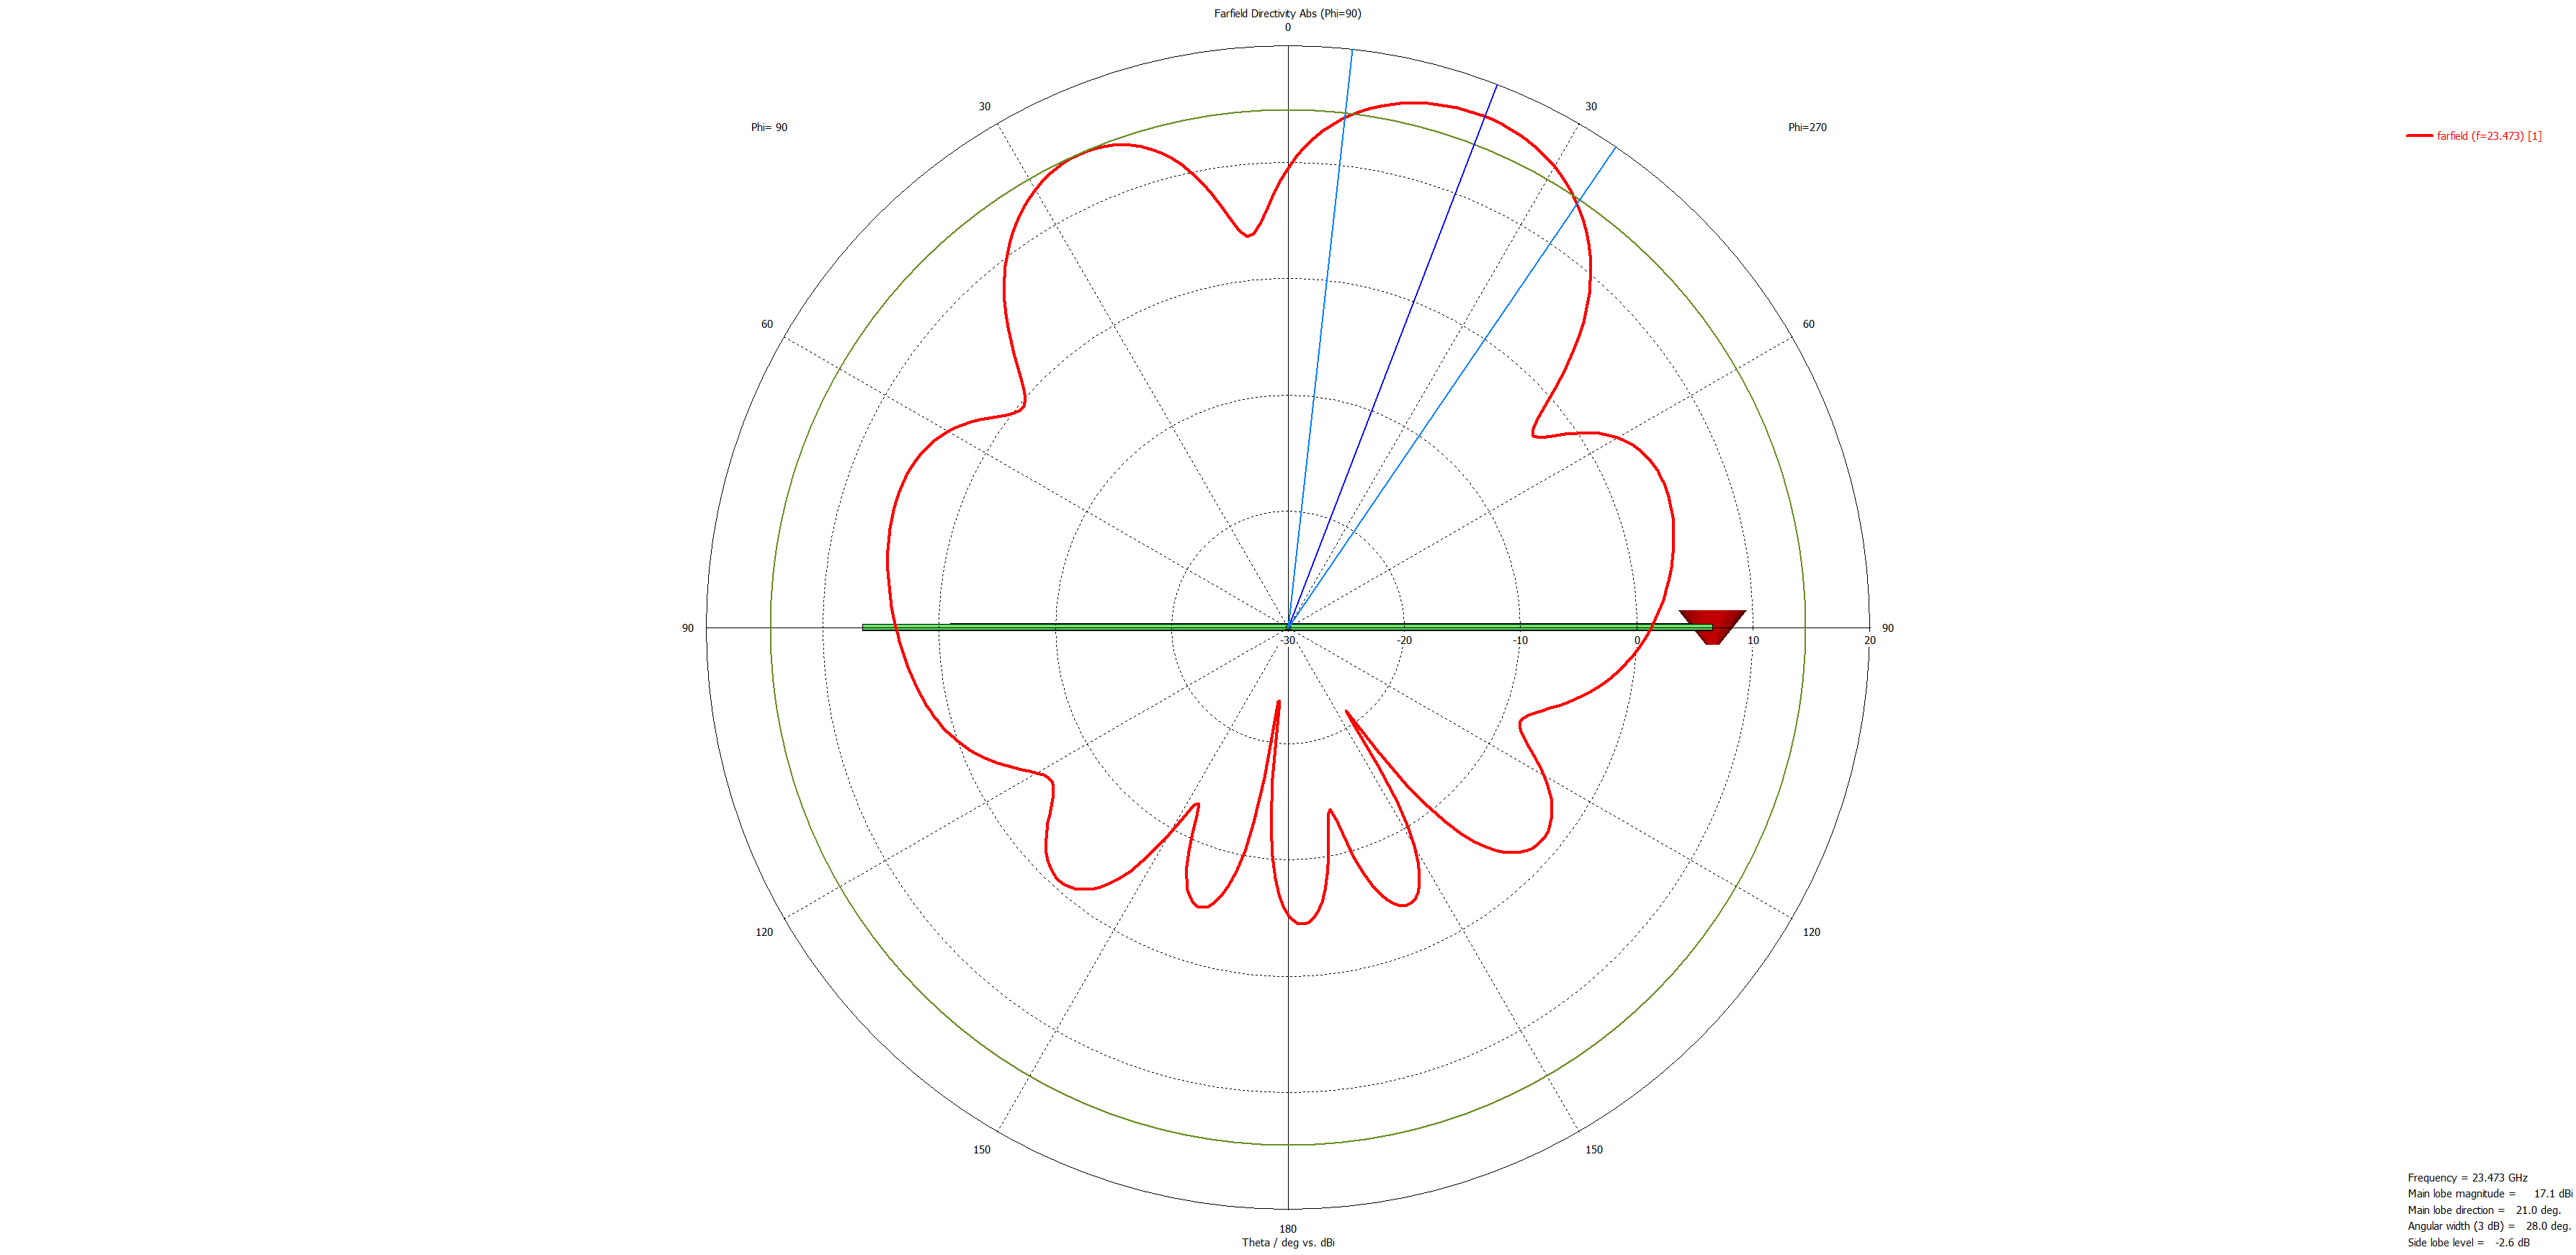 Farfield Directivity Abs (Phi=90)
0
30
30
Phi= 90
Phi=270
farfield (f=23.473) [1]
60
60
90
90
-30
-20
-10
0
10
20
120
120
150
150
180
Theta / deg vs. dBi
Frequency = 23.473 GHz
Main lobe magnitude = 17.1 dBi
Main lobe direction = 21.0 deg.
Angular width (3 dB) = 28.0 deg.
Side lobe level = -2.6 dB